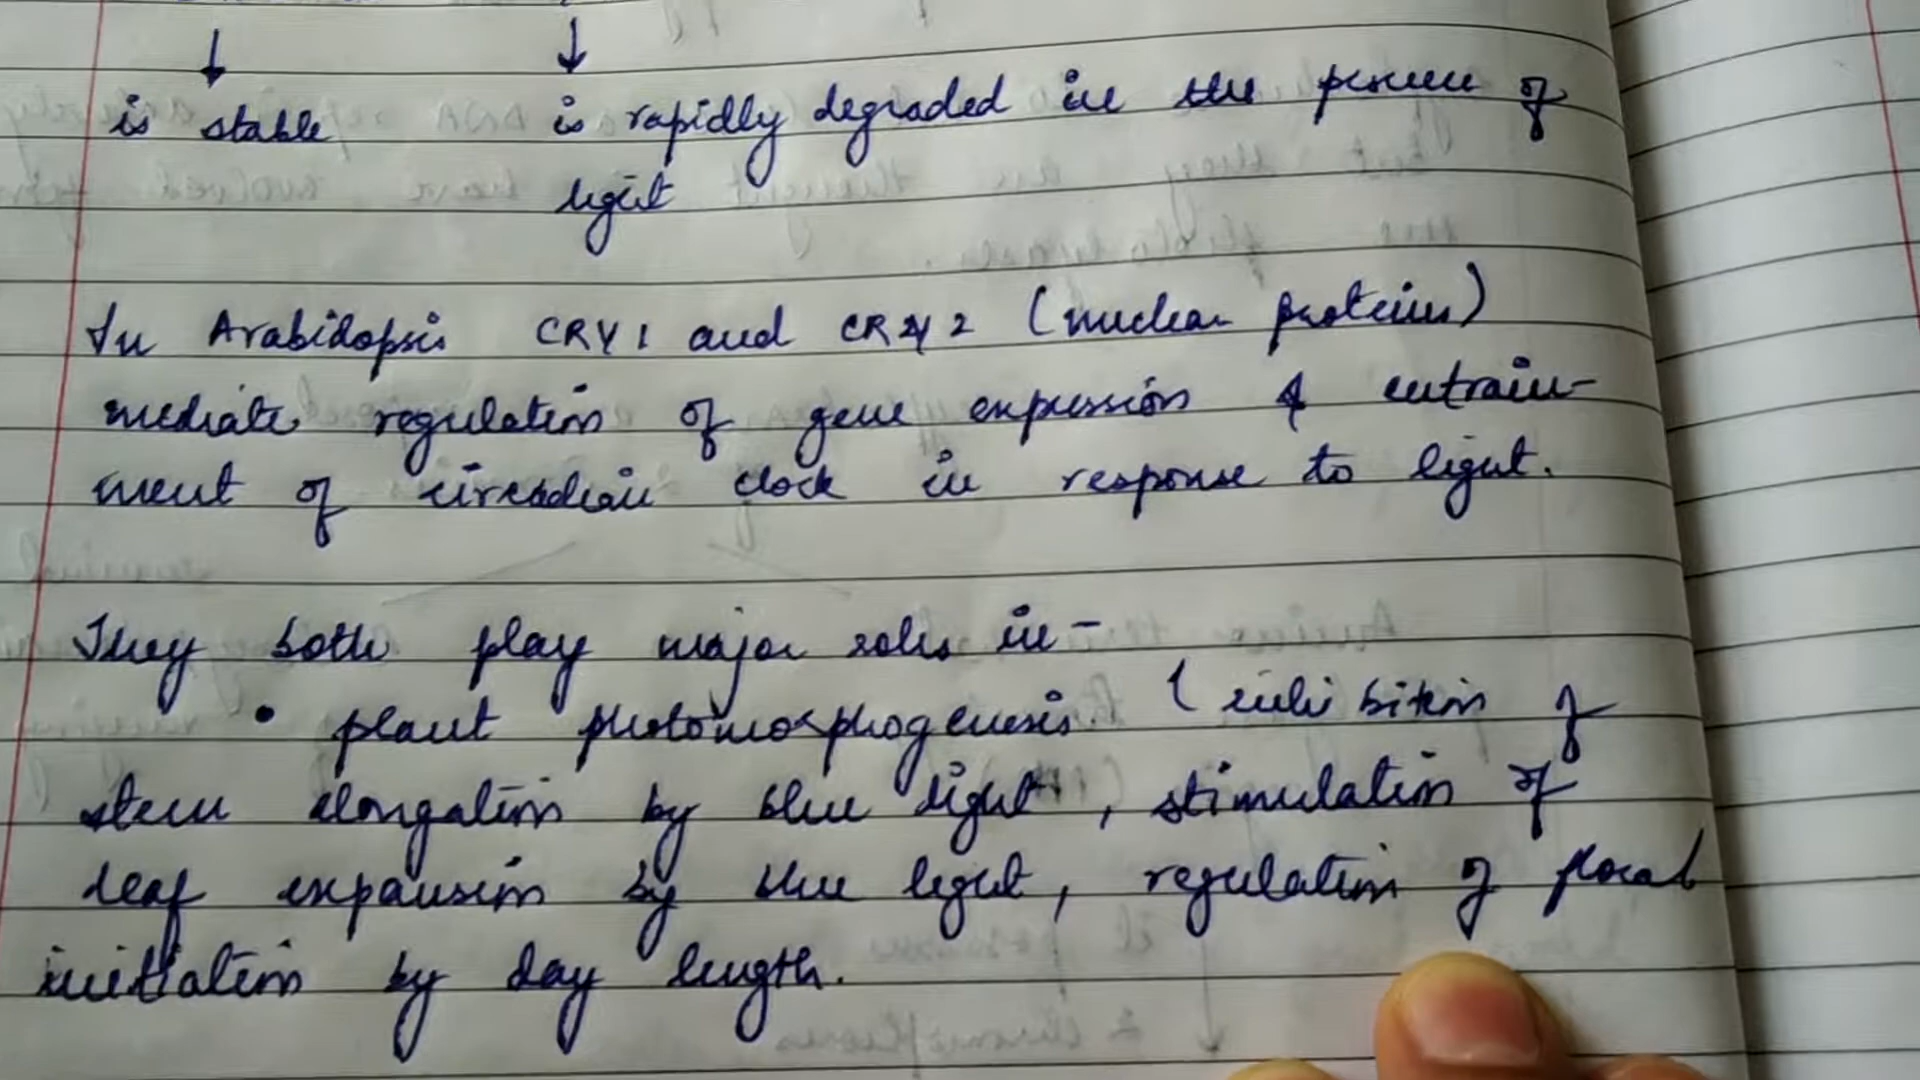 is stable is rapidly degraded in the presence of
light
In Arabidopsis CRY1 and CRY2 (nuclear proteins)
mediate regulation of gene expression & entrain-
ment of circadian clock in response to light.
They both play major roles in-
• plant photomorphogenesis. (inhibition of
stem elongation by blue light, stimulation of
leaf expansion by blue light, regulation of floral
initiation by day length.